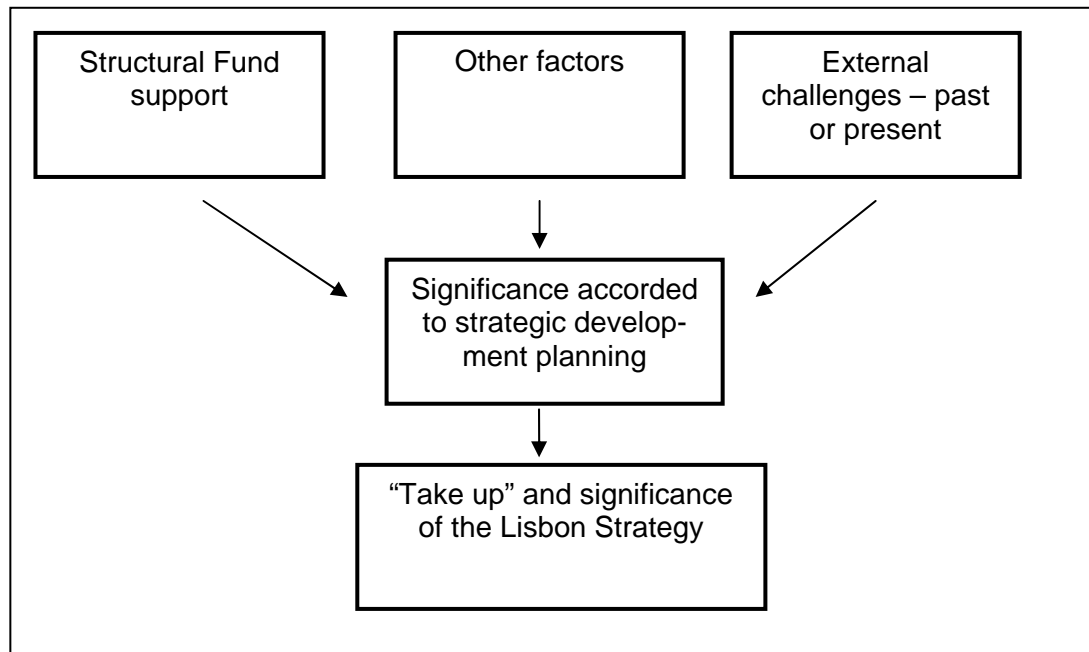 Structural Fund
support
Other factors
External
challenges – past
or present
Significance accorded
to strategic develop-
ment planning
“Take up” and significance
of the Lisbon Strategy